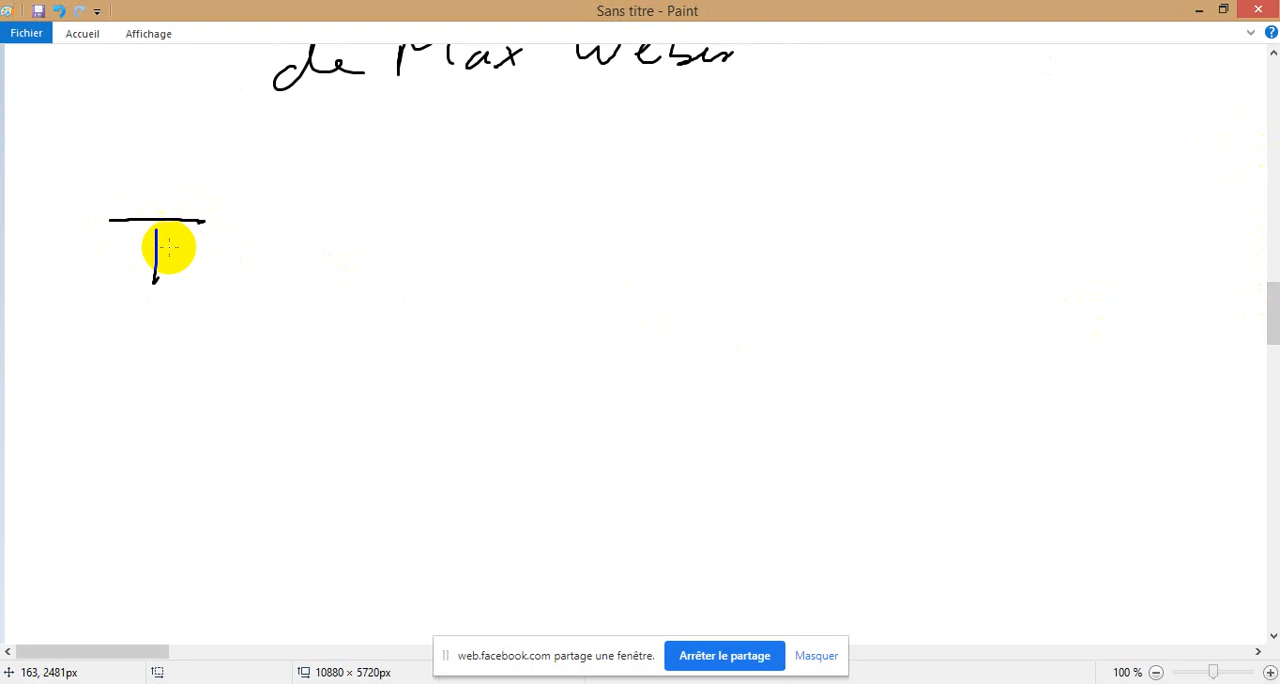 Sans titre - Paint
Fichier Accueil Affichage
de Max Weber
web.facebook.com partage une fenêtre. Arrêter le partage Masquer
163, 2481px 10880 × 5720px 100 %